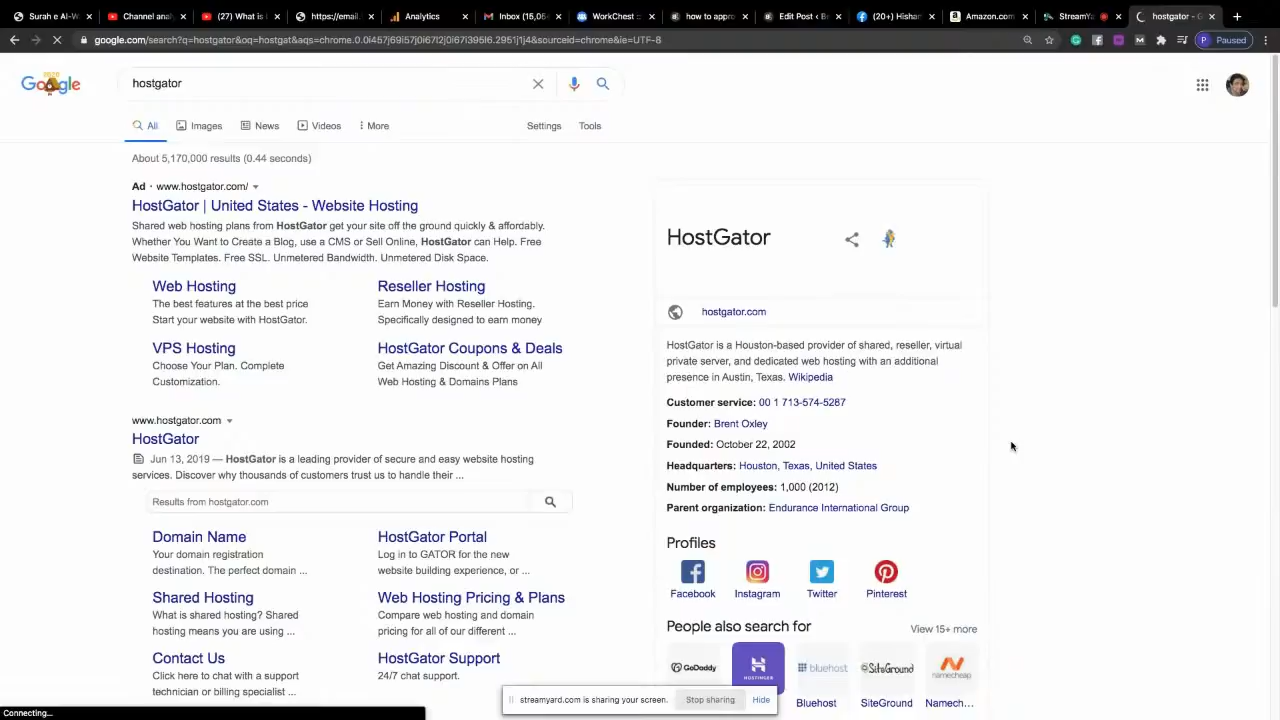 Surah e Al-W
Channel anal
(27) What is
https://email.
Analytics
Inbox (15,08
WorkChest ::
how to appro
Edit Post ‹ B
(20+) Hisham
Amazon.com
StreamYa
hostgator - G
google.com/search?q=hostgator&oq=hostgat&aqs=chrome.0.0i457j69i57j0i67l2j0i67i395l6.2951j1j4&sourceid=chrome&ie=UTF-8
P Paused
Google
hostgator
All
Images
News
Videos
More
Settings
Tools
About 5,170,000 results (0.44 seconds)
Ad · www.hostgator.com/
HostGator | United States - Website Hosting
Shared web hosting plans from HostGator get your site off the ground quickly & affordably.
Whether You Want to Create a Blog, use a CMS or Sell Online, HostGator can Help. Free
Website Templates. Free SSL. Unmetered Bandwidth. Unmetered Disk Space.
Web Hosting
The best features at the best price
Start your website with HostGator.
Reseller Hosting
Earn Money with Reseller Hosting.
Specifically designed to earn money
VPS Hosting
Choose Your Plan. Complete
Customization.
HostGator Coupons & Deals
Get Amazing Discount & Offer on All
Web Hosting & Domains Plans
www.hostgator.com
HostGator
Jun 13, 2019 — HostGator is a leading provider of secure and easy website hosting
services. Discover why thousands of customers trust us to handle their ...
Results from hostgator.com
Domain Name
Your domain registration
destination. The perfect domain ...
HostGator Portal
Log in to GATOR for the new
website building experience, or ...
Shared Hosting
What is shared hosting? Shared
hosting means you are using ...
Web Hosting Pricing & Plans
Compare web hosting and domain
pricing for all of our different ...
Contact Us
Click here to chat with a support
technician or billing specialist ...
HostGator Support
24/7 chat support.
HostGator
hostgator.com
HostGator is a Houston-based provider of shared, reseller, virtual
private server, and dedicated web hosting with an additional
presence in Austin, Texas. Wikipedia
Customer service: 00 1 713-574-5287
Founder: Brent Oxley
Founded: October 22, 2002
Headquarters: Houston, Texas, United States
Number of employees: 1,000 (2012)
Parent organization: Endurance International Group
Profiles
Facebook
Instagram
Twitter
Pinterest
People also search for
View 15+ more
GoDaddy
HOSTINGER
bluehost
SiteGround
namecheap
Bluehost
SiteGround
Namech...
streamyard.com is sharing your screen.
Stop sharing
Hide
Connecting...